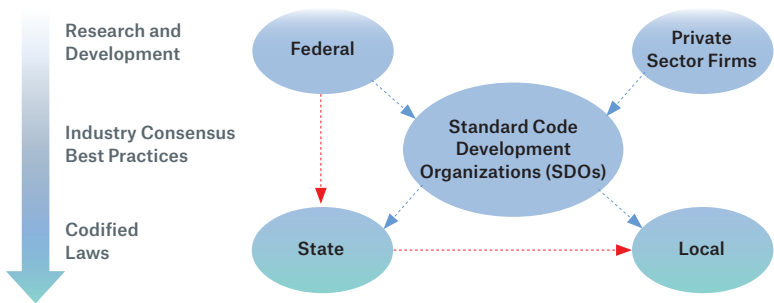 Research and
Development
Federal
Private
Sector Firms
Industry Consensus
Best Practices
Standard Code
Development
Organizations (SDOs)
Codified
Laws
State
Local